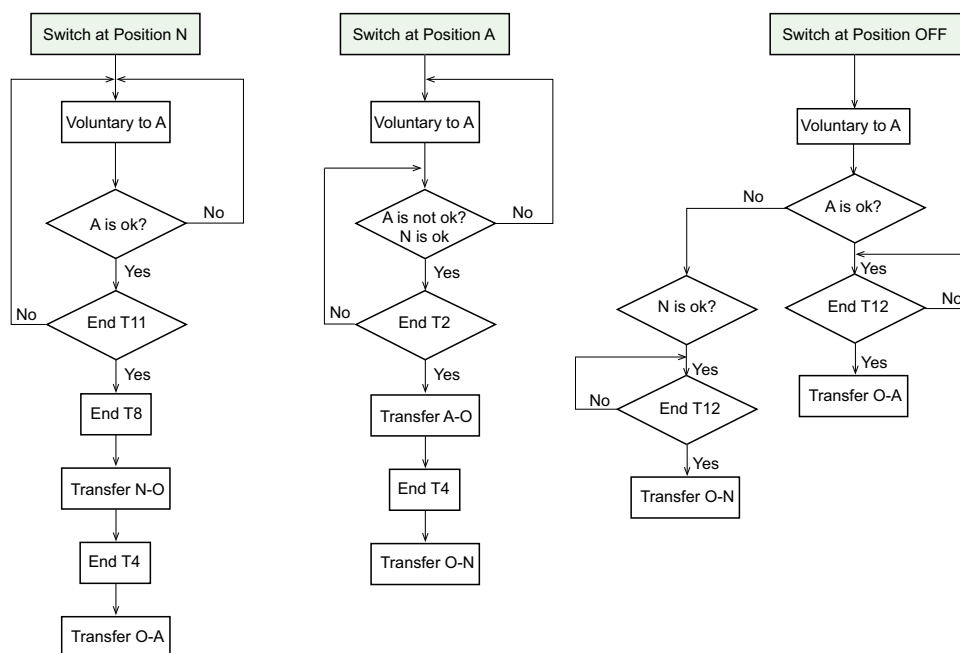 Switch at Position N
Voluntary to A
A is ok?
No
Yes
No
End T11
Yes
End T8
Transfer N-O
End T4
Transfer O-A
Switch at Position A
Voluntary to A
A is not ok?
N is ok
No
Yes
No
End T2
Yes
Transfer A-O
End T4
Transfer O-N
Switch at Position OFF
Voluntary to A
No
A is ok?
Yes
N is ok?
End T12
No
Yes
Yes
No
End T12
Transfer O-A
Yes
Transfer O-N